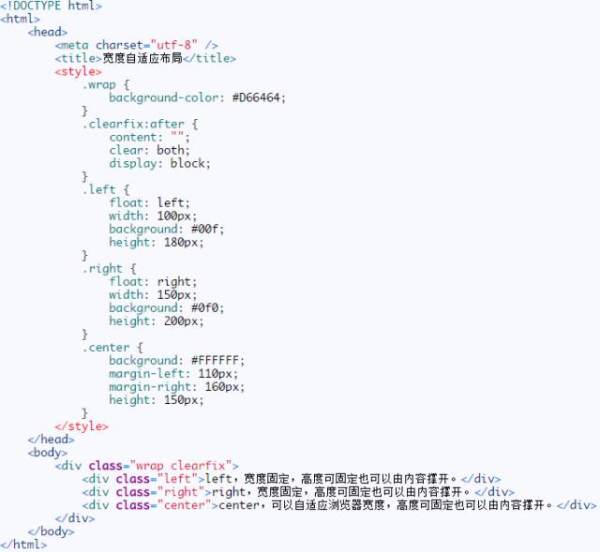 <!DOCTYPE html>
<html>
<head>
<meta charset="utf-8" />
<title>宽度自适应布局</title>
<style>
.wrap {
background-color: #D66464;
}
.clearfix:after {
content: "";
clear: both;
display: block;
}
.left {
float: left;
width: 100px;
background: #00f;
height: 180px;
}
.right {
float: right;
width: 150px;
background: #0f0;
height: 200px;
}
.center {
background: #FFFFFF;
margin-left: 110px;
margin-right: 160px;
height: 150px;
}
</style>
</head>
<body>
<div class="wrap clearfix">
<div class="left">left，宽度固定，高度可固定也可以由内容撑开。</div>
<div class="right">right，宽度固定，高度可固定也可以由内容撑开。</div>
<div class="center">center，可以自适应浏览器宽度，高度可固定也可以由内容撑开。</div>
</div>
</body>
</html>